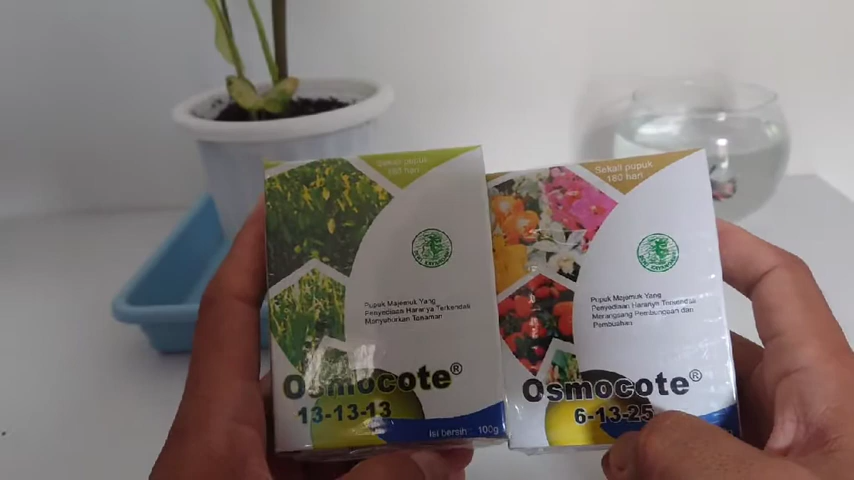 Sekali pupuk
180 hari
Pupuk Majemuk Yang
Penyediaan Haranya Terkendali
Menyuburkan Tanaman
Osmocote®
13-13-13
Isi bersih : 100g
Sekali pupuk
180 hari
Pupuk Majemuk Yang
Penyediaan Haranya Terkendali
Merangsang Pembungaan dan
Pembuahan
Osmocote®
6-13-25